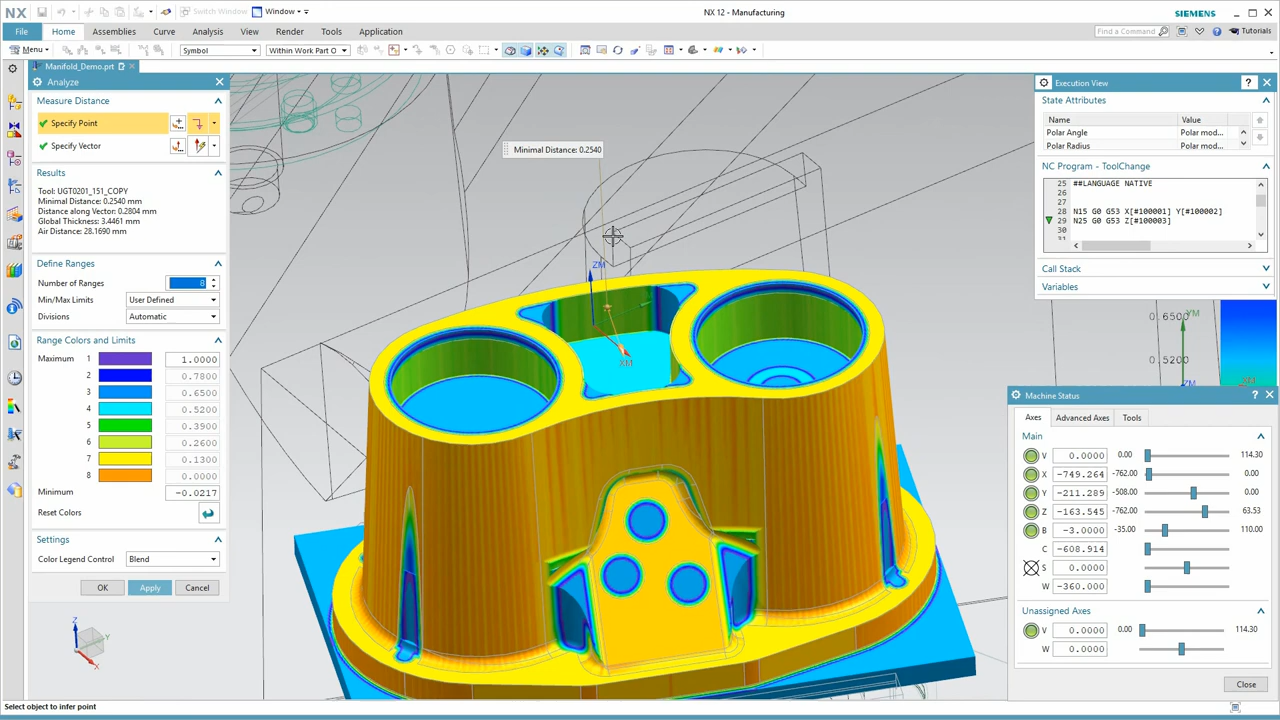 NX
Switch Window
Window
NX 12 - Manufacturing
SIEMENS
File
Home
Assemblies
Curve
Analysis
View
Render
Tools
Application
Find a Command
Tutorials
Menu
Symbol
Within Work Part O
Manifold_Demo.prt
Analyze
Measure Distance
Specify Point
Specify Vector
Results
Tool: UGT0201_151_COPY
Minimal Distance: 0.2540 mm
Distance along Vector: 0.2804 mm
Global Thickness: 3.4461 mm
Air Distance: 28.1690 mm
Define Ranges
Number of Ranges 8
Min/Max Limits User Defined
Divisions Automatic
Range Colors and Limits
Maximum 1 1.0000
2 0.7800
3 0.6500
4 0.5200
5 0.3900
6 0.2600
7 0.1300
8 0.0000
Minimum -0.0217
Reset Colors
Settings
Color Legend Control Blend
OK
Apply
Cancel
Minimal Distance: 0.2540
ZM
XM
Z
X
Execution View
State Attributes
Name Value
Polar Angle Polar mod...
Polar Radius Polar mod...
NC Program - ToolChange
25 ##LANGUAGE NATIVE
26
27
28 N15 G0 G53 X[#100001] Y[#100002]
29 N25 G0 G53 Z[#100003]
30
31
Call Stack
Variables
0.6500
YM
0.5200
ZM
XM
Machine Status
Axes
Advanced Axes
Tools
Main
V 0.0000 0.00 114.30
X -749.264 -762.00 0.00
Y -211.289 -508.00 0.00
Z -163.545 -762.00 63.53
B -3.0000 -35.00 110.00
C -608.914
S 0.0000
W -360.000
Unassigned Axes
V 0.0000 0.00 114.30
W 0.0000
Close
Select object to infer point